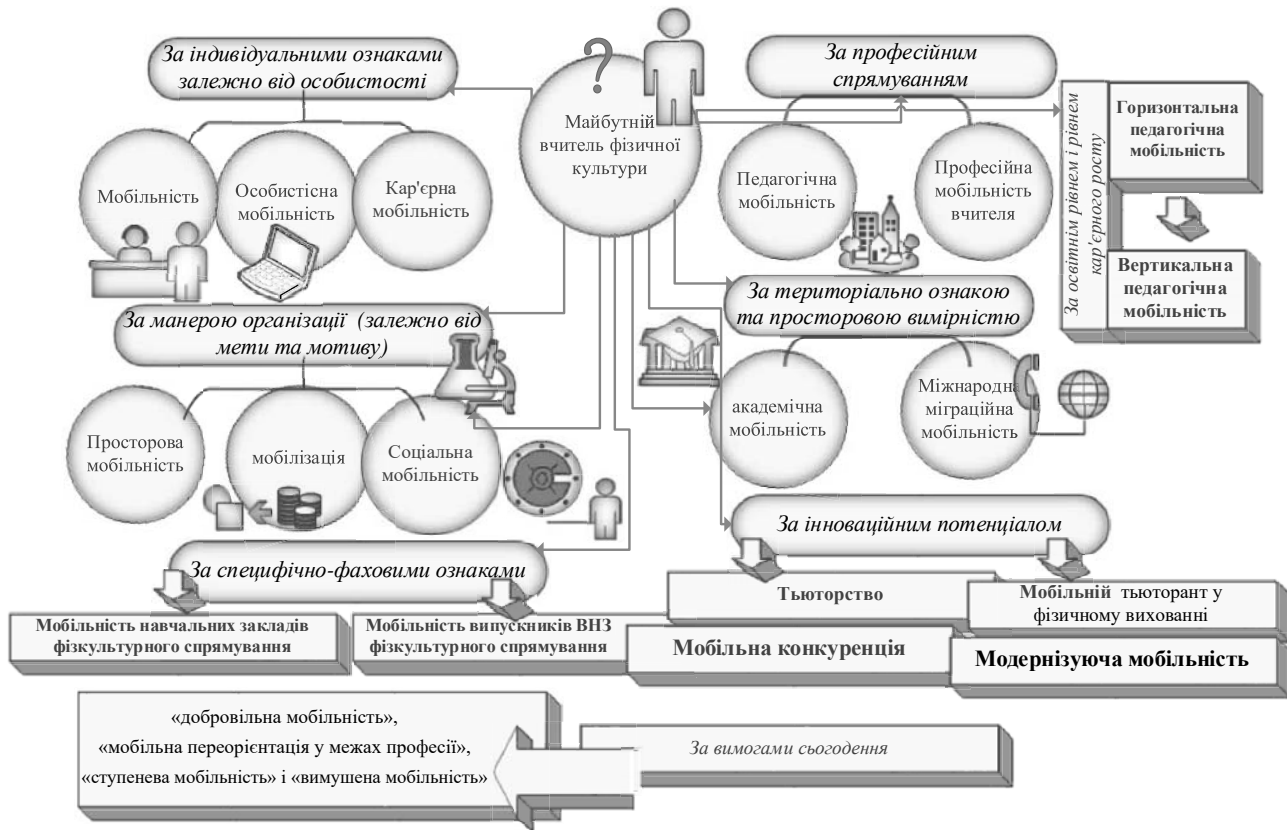 За індивідуальними ознаками
залежно від особистості
Мобільність
Особистісна
мобільність
Кар'єрна
мобільність
?
Майбутній
вчитель фізичної
культури
За професійним
спрямуванням
Педагогічна
мобільність
Професійна
мобільність
вчителя
За освітнім рівнем і рівнем
кар'єрного росту
Горизонтальна
педагогічна
мобільність
Вертикальна
педагогічна
мобільність
За манерою організації (залежно від
мети та мотиву)
Просторова
мобільність
мобілізація
Соціальна
мобільність
За територіально ознакою
та просторовою вимірністю
академічна
мобільність
Міжнародна
міграційна
мобільність
За специфічно-фаховими ознаками
Мобільність навчальних закладів
фізкультурного спрямування
Мобільність випускників ВНЗ
фізкультурного спрямування
За інноваційним потенціалом
Тьюторство
Мобільній тьюторант у
фізичному вихованні
Мобільна конкуренція
Модернізуюча мобільність
«добровільна мобільність»,
«мобільна переорієнтація у межах професії»,
«ступенева мобільність» і «вимушена мобільність»
За вимогами сьогодення